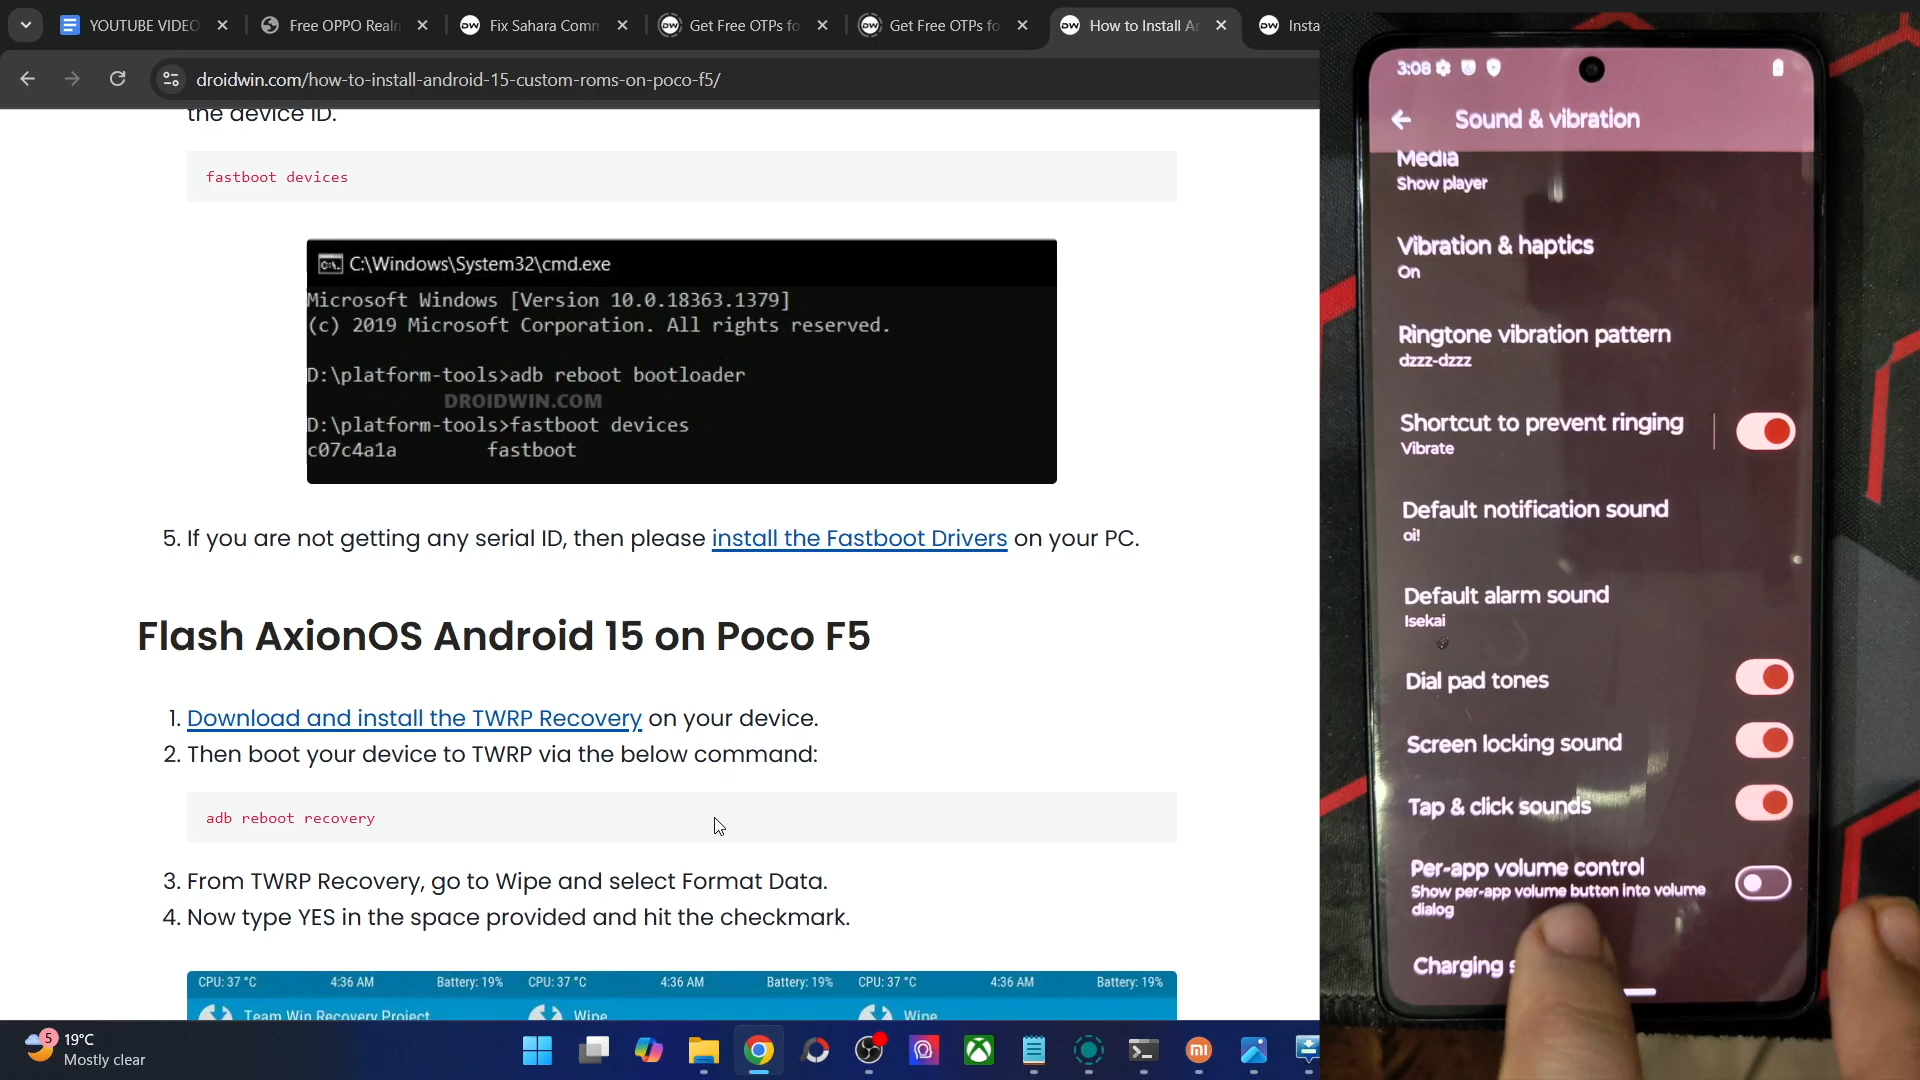 YOUTUBE VIDEO
Free OPPO Realn
Fix Sahara Comm
Get Free OTPs fo
Get Free OTPs fo
How to Install An
Insta
droidwin.com/how-to-install-android-15-custom-roms-on-poco-f5/
the device ID.
fastboot devices
C:\Windows\System32\cmd.exe
Microsoft Windows [Version 10.0.18363.1379]
(c) 2019 Microsoft Corporation. All rights reserved.
D:\platform-tools>adb reboot bootloader
DROIDWIN.COM
D:\platform-tools>fastboot devices
c07c4a1a fastboot
5. If you are not getting any serial ID, then please install the Fastboot Drivers on your PC.
Flash AxionOS Android 15 on Poco F5
1. Download and install the TWRP Recovery on your device.
2. Then boot your device to TWRP via the below command:
adb reboot recovery
3. From TWRP Recovery, go to Wipe and select Format Data.
4. Now type YES in the space provided and hit the checkmark.
CPU: 37 °C 4:36 AM Battery: 19% CPU: 37 °C 4:36 AM Battery: 19% CPU: 37 °C 4:36 AM Battery: 19%
Team Win Recovery Project Wipe Wipe
5
19°C
Mostly clear
3:08
Sound & vibration
Media
Show player
Vibration & haptics
On
Ringtone vibration pattern
dzzz-dzzz
Shortcut to prevent ringing
Vibrate
Default notification sound
oi!
Default alarm sound
Isekai
Dial pad tones
Screen locking sound
Tap & click sounds
Per-app volume control
Show per-app volume button into volume
dialog
Charging s